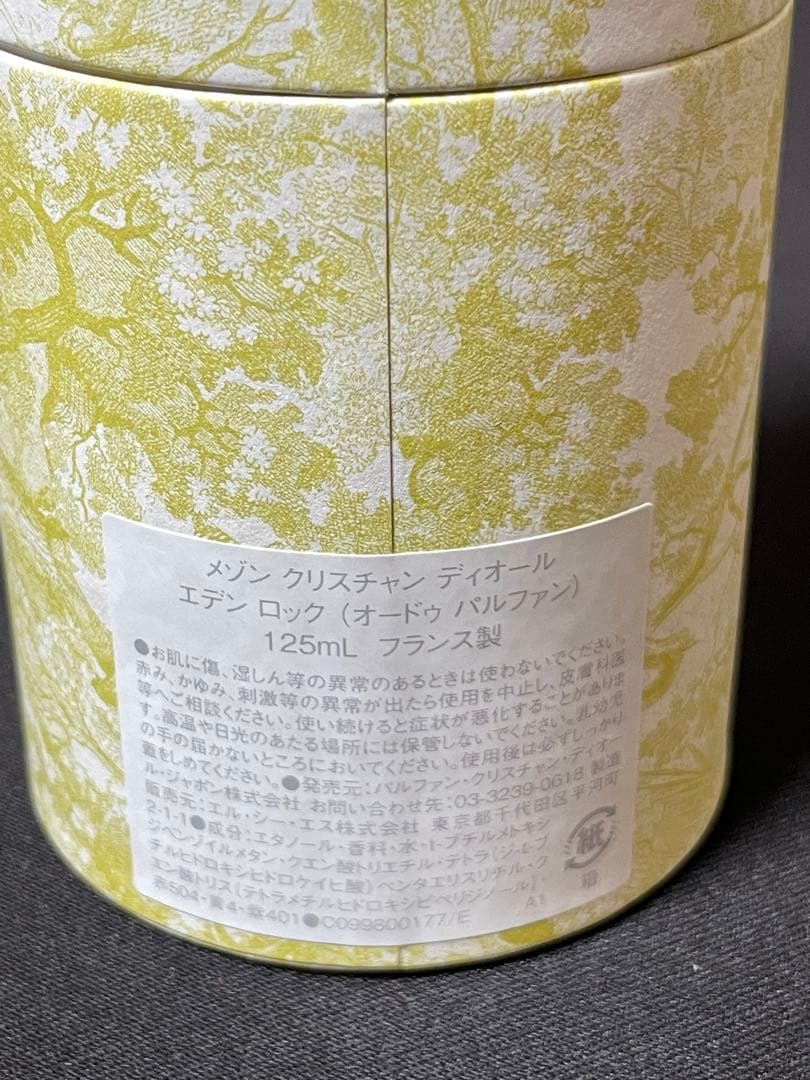 メゾン クリスチャン ディオール
エデン ロック (オードゥ パルファン)
125mL フランス製
●お肌に傷、湿しん等の異常のあるときは使わないでください。
赤み、かゆみ、刺激等の異常が出たら使用を中止し、皮膚科医
等へご相談ください。使い続けると症状が悪化することがありま
す。高温や日光のあたる場所には保管しないでください。乳幼児
の手の届かないところにおいてください。使用後は必ずしっかり
蓋をしめてください。●発売元:パルファン・クリスチャン・ディオー
ル・ジャポン株式会社 お問い合わせ先:03-3239-0618 製造
販売元:エル・シー・エス株式会社 東京都千代田区平河町
2-1-1●成分:エタノール・香料・水・t-ブチルメトキシ
ジベンゾイルメタン・クエン酸トリエチル・テトラ(ジ-t-ブ
チルヒドロキシヒドロケイヒ酸)ペンタエリスリチル・ク
エン酸トリス(テトラメチルヒドロキシピペリジノール)・
赤504・黄4・紫401●C099600177/E A1
紙
箱